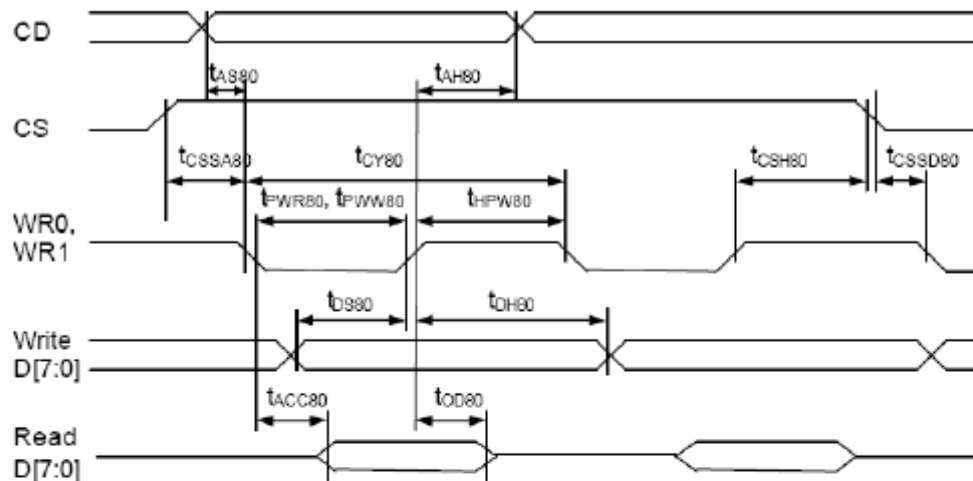 CD
tAS80 tAH80
CS
tCSSA80 tCY80 tCSH80 tCSSD80
tPWR80, tPWW80 tHPW80
WR0,
WR1
tDS80 tDH80
Write
D[7:0]
tACC80 tOD80
Read
D[7:0]